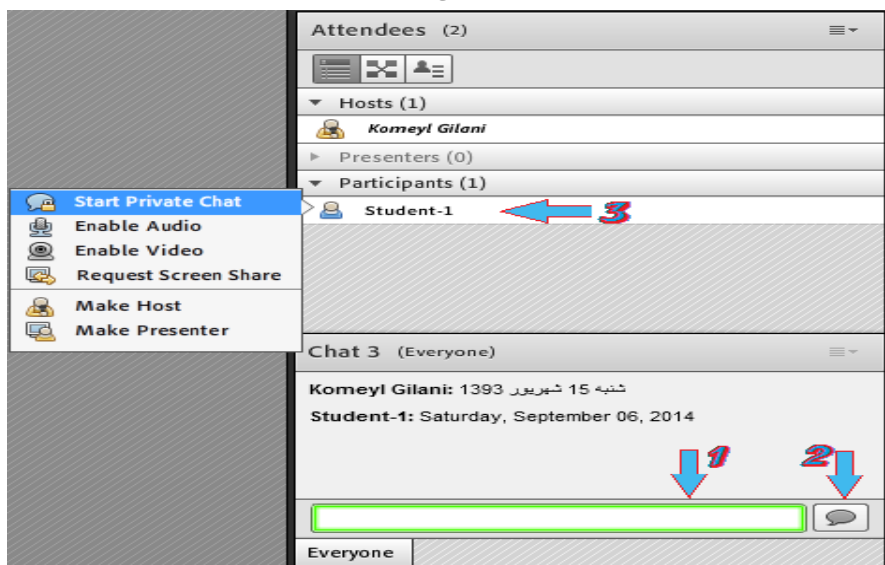 Attendees (2)
Hosts (1)
Komeyl Gilani
Presenters (0)
Participants (1)
Student-1
3
Start Private Chat
Enable Audio
Enable Video
Request Screen Share
Make Host
Make Presenter
Chat 3 (Everyone)
Komeyl Gilani: شنبه 15 شهریور 1393
Student-1: Saturday, September 06, 2014
1 2
Everyone